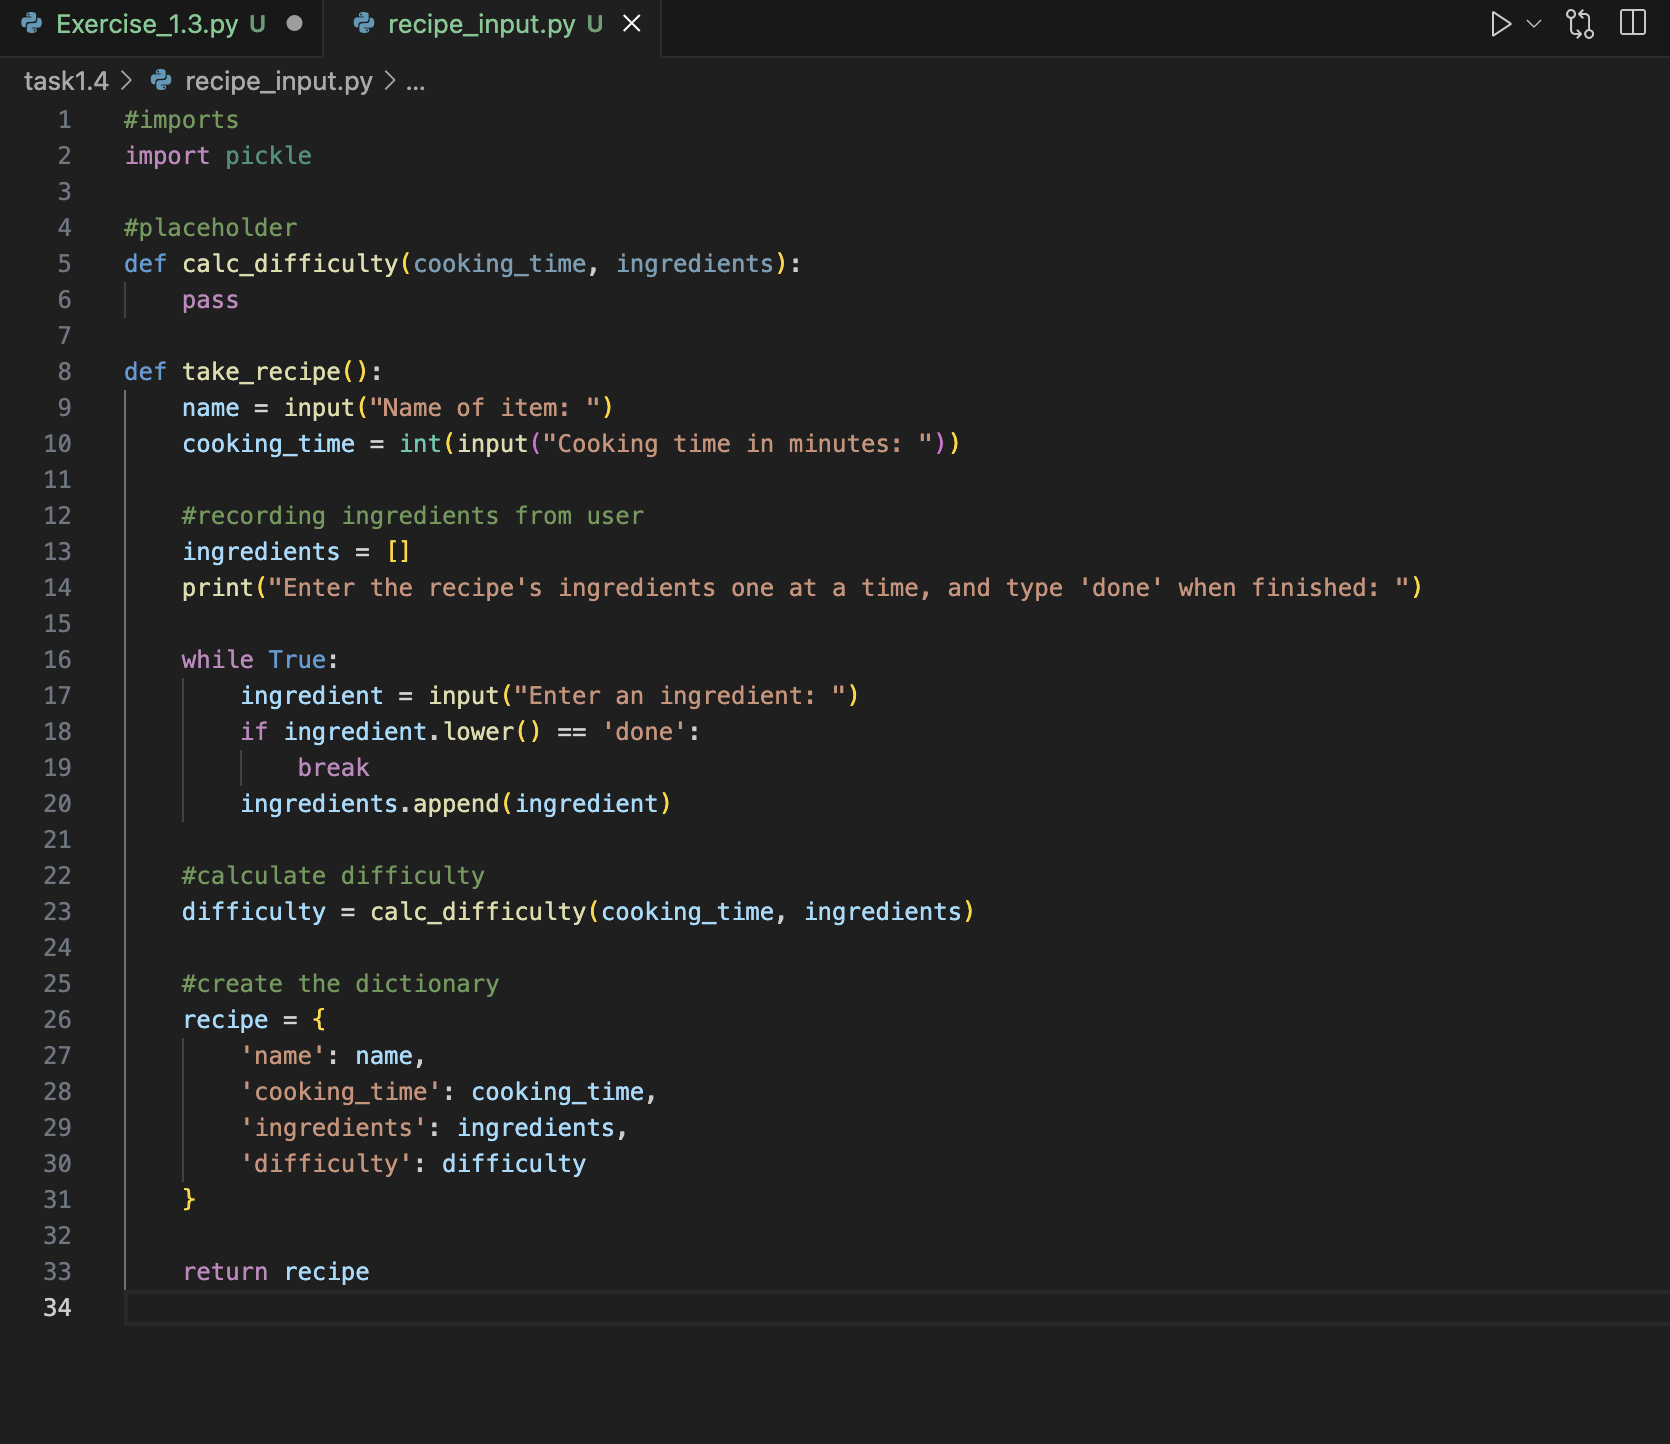 Exercise_1.3.py U
recipe_input.py U
task1.4 > recipe_input.py > ...
1 #imports
2 import pickle
3
4 #placeholder
5 def calc_difficulty(cooking_time, ingredients):
6     pass
7
8 def take_recipe():
9     name = input("Name of item: ")
10     cooking_time = int(input("Cooking time in minutes: "))
11
12     #recording ingredients from user
13     ingredients = []
14     print("Enter the recipe's ingredients one at a time, and type 'done' when finished: ")
15
16     while True:
17         ingredient = input("Enter an ingredient: ")
18         if ingredient.lower() == 'done':
19             break
20         ingredients.append(ingredient)
21
22     #calculate difficulty
23     difficulty = calc_difficulty(cooking_time, ingredients)
24
25     #create the dictionary
26     recipe = {
27         'name': name,
28         'cooking_time': cooking_time,
29         'ingredients': ingredients,
30         'difficulty': difficulty
31     }
32
33     return recipe
34